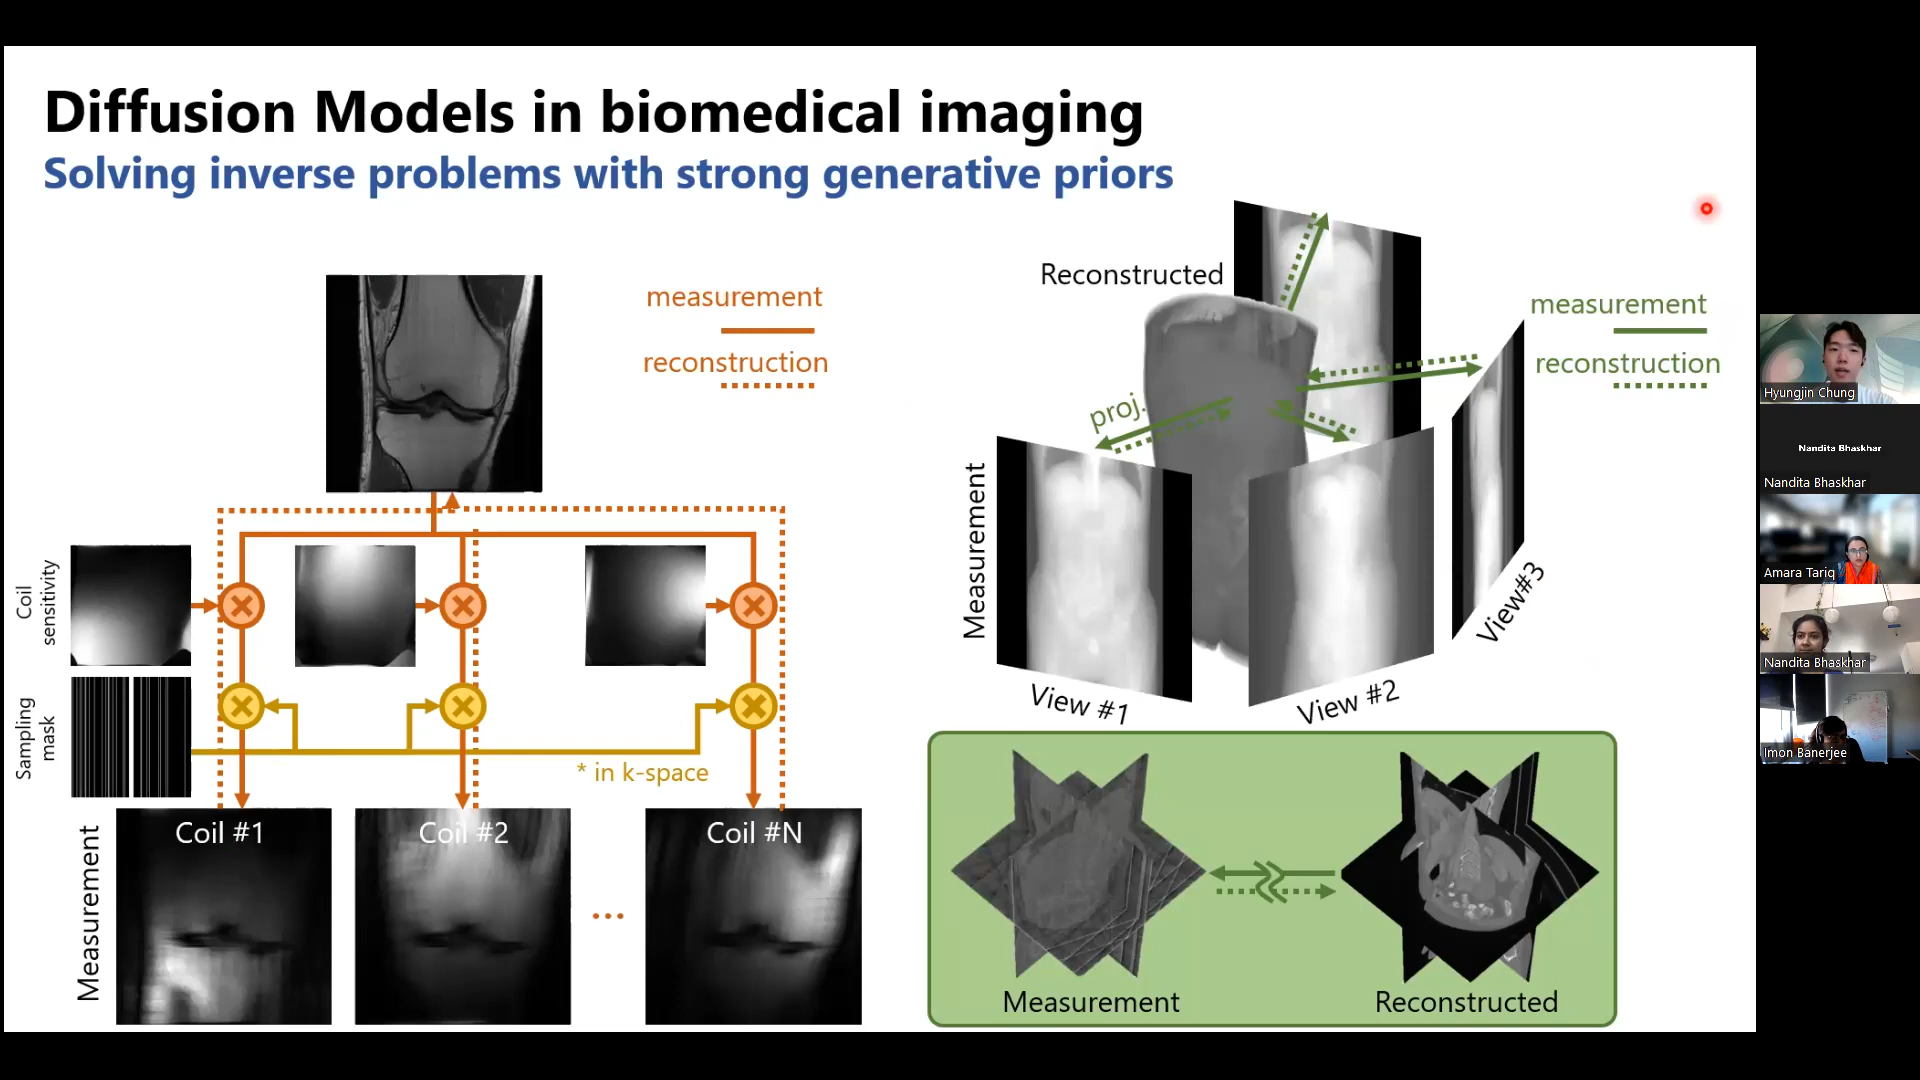 Diffusion Models in biomedical imaging
Solving inverse problems with strong generative priors
measurement
reconstruction
Coil
sensitivity
Sampling
mask
* in k-space
Measurement
Coil #1
Coil #2
...
Coil #N
Reconstructed
measurement
reconstruction
proj.
Measurement
View #1
View #2
View#3
Measurement
Reconstructed
Hyungjin Chung
Nandita Bhaskhar
Nandita Bhaskhar
Amara Tariq
Nandita Bhaskhar
Imon Banerjee